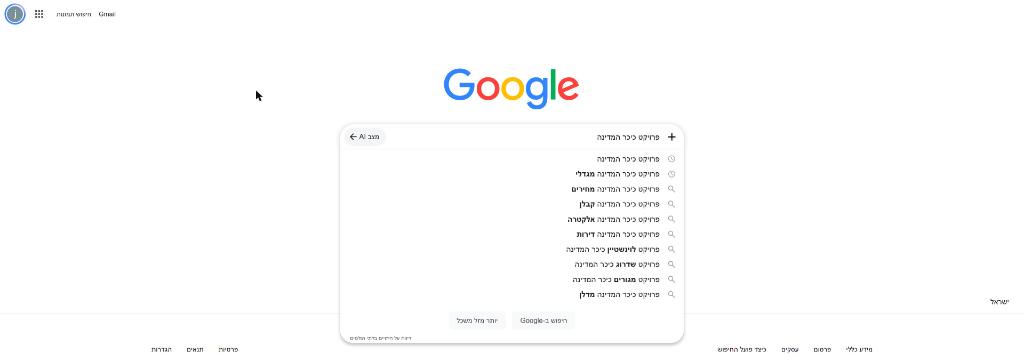 חיפוש תמונות Gmail
j
Google
פרויקט כיכר המדינה
מצב AI
פרויקט כיכר המדינה
פרויקט כיכר המדינה מגדלי
פרויקט כיכר המדינה מחירים
פרויקט כיכר המדינה קבלן
פרויקט כיכר המדינה אלקטרה
פרויקט כיכר המדינה דירות
פרויקט לוינשטיין כיכר המדינה
פרויקט שדרוג כיכר המדינה
פרויקט מגורים כיכר המדינה
פרויקט כיכר המדינה מדלן
חיפוש ב-Google
יותר מזל משכל
ישראל
מידע כללי פרסום עסקים כיצד פועל החיפוש
פרטיות תנאים הגדרות